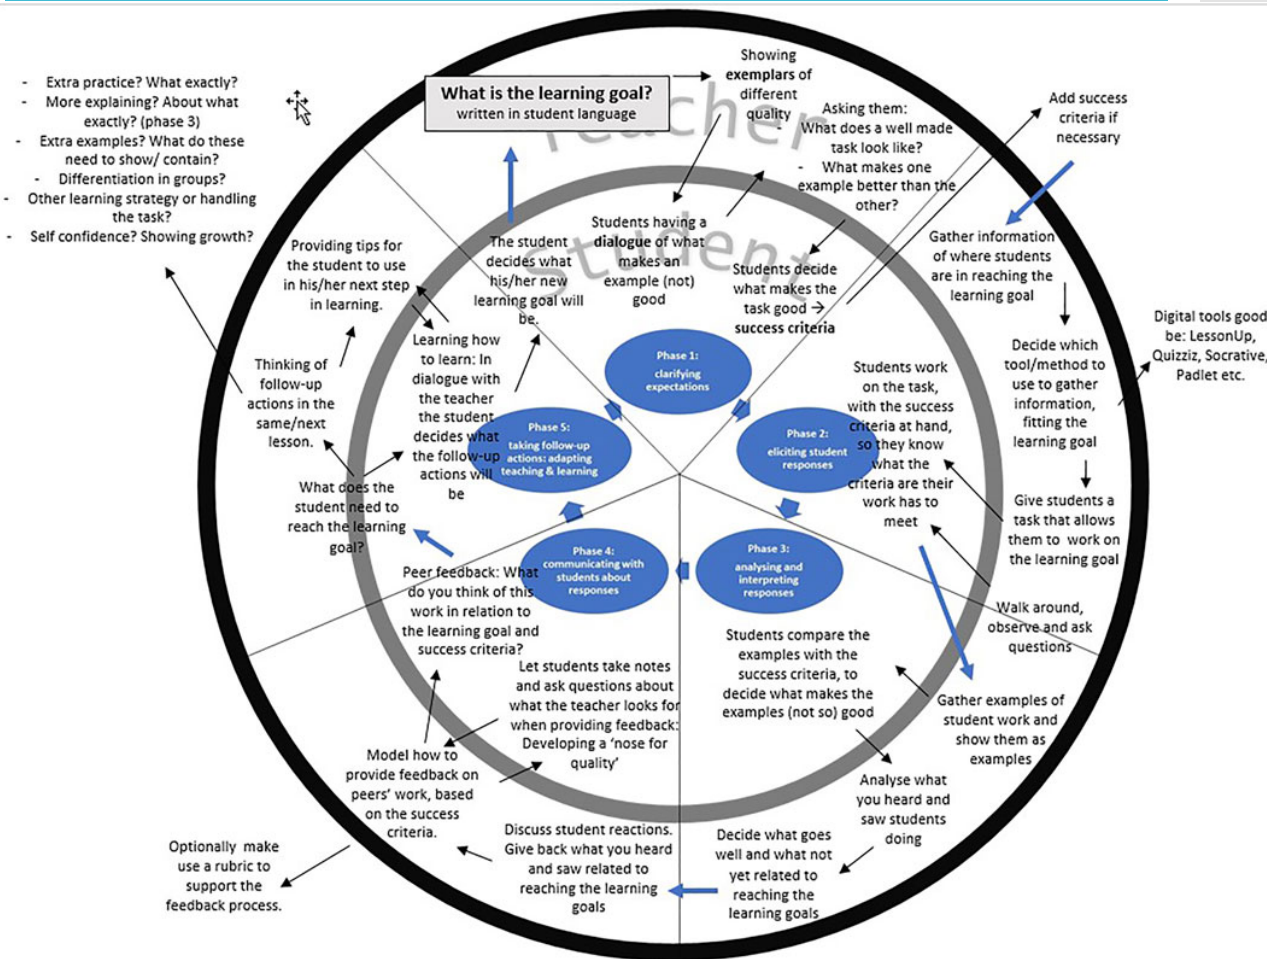 What is the learning goal?
written in student language
Teacher
Student
Showing
exemplars of
different
quality
Asking them:
- What does a well made
task look like?
- What makes one
example better than the
other?
Students having a
dialogue of what
makes an
example (not)
good
Students decide
what makes the
task good →
success criteria
Add success
criteria if
necessary
Gather information
of where students
are in reaching the
learning goal
Decide which
tool/method to
use to gather
information,
fitting the
learning goal
Digital tools good
be: LessonUp,
Quizziz, Socrative,
Padlet etc.
Give students a
task that allows
them to work on
the learning goal
Students work
on the task,
with the success
criteria at hand,
so they know
what the
criteria are their
work has to
meet
Walk around,
observe and ask
questions
Gather examples of
student work and
show them as
examples
Students compare the
examples with the
success criteria, to
decide what makes the
examples (not so) good
Analyse what
you heard and
saw students
doing
Decide what goes
well and what not
yet related to
reaching the
learning goals
Discuss student reactions.
Give back what you heard
and saw related to
reaching the learning
goals
Model how to
provide feedback on
peers' work, based
on the success
criteria.
Optionally make
use a rubric to
support the
feedback process.
Let students take notes
and ask questions about
what the teacher looks for
when providing feedback:
Developing a 'nose for
quality'
Peer feedback: What
do you think of this
work in relation to
the learning goal and
success criteria?
What does the
student need to
reach the learning
goal?
Thinking of
follow-up
actions in the
same/next
lesson.
- Extra practice? What exactly?
- More explaining? About what
exactly? (phase 3)
- Extra examples? What do these
need to show/ contain?
- Differentiation in groups?
- Other learning strategy or handling
the task?
- Self confidence? Showing growth?
Providing tips for
the student to use
in his/her next step
in learning.
Learning how
to learn: In
dialogue with
the teacher
the student
decides what
the follow-up
actions will
be
The student
decides what
his/her new
learning goal will
be.
Phase 1:
clarifying
expectations
Phase 2:
eliciting student
responses
Phase 3:
analysing and
interpreting
responses
Phase 4:
communicating with
students about
responses
Phase 5:
taking follow-up
actions: adapting
teaching & learning